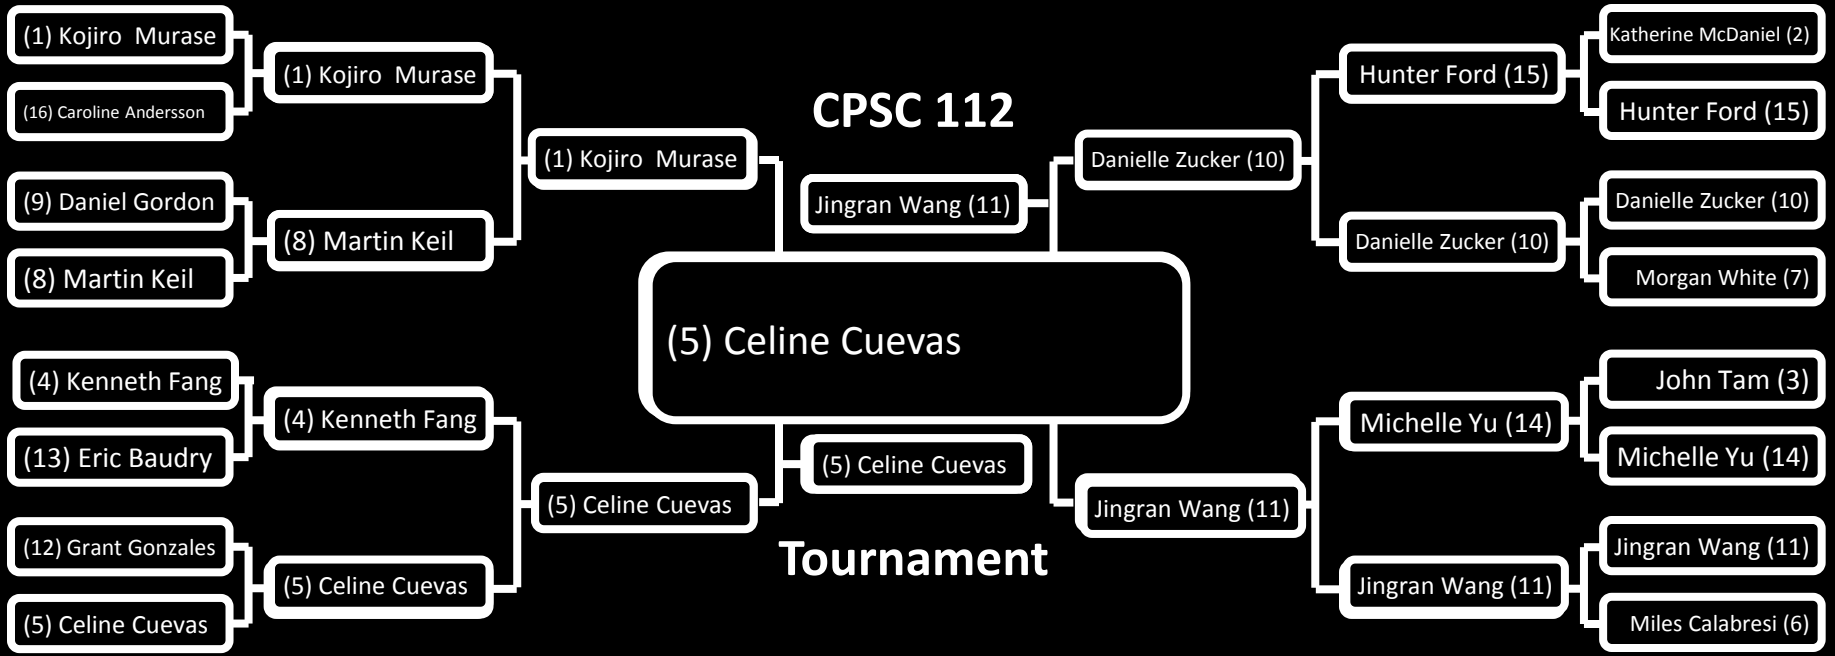 (1) Kojiro  Murase
(16) Caroline Andersson
(9) Daniel Gordon
(8) Martin Keil
(4) Kenneth Fang
(13) Eric Baudry
(12) Grant Gonzales
(5) Celine Cuevas
(1) Kojiro  Murase
(8) Martin Keil
(4) Kenneth Fang
(5) Celine Cuevas
(1) Kojiro  Murase
(5) Celine Cuevas
CPSC 112
Jingran Wang (11)
(5) Celine Cuevas
(5) Celine Cuevas
Tournament
Danielle Zucker (10)
Jingran Wang (11)
Hunter Ford (15)
Danielle Zucker (10)
Michelle Yu (14)
Jingran Wang (11)
Katherine McDaniel (2)
Hunter Ford (15)
Danielle Zucker (10)
Morgan White (7)
John Tam (3)
Michelle Yu (14)
Jingran Wang (11)
Miles Calabresi (6)